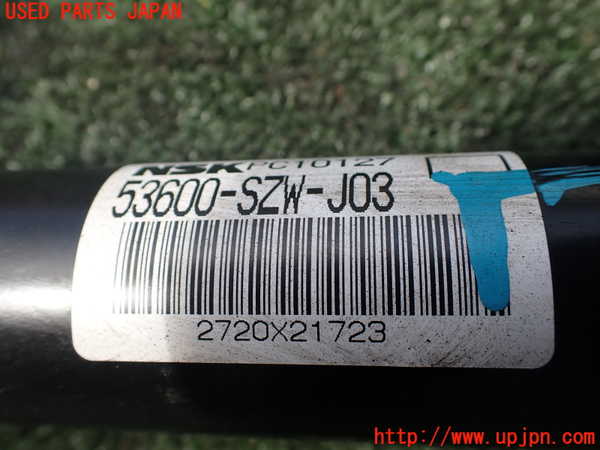 USED PARTS JAPAN
NSK PC10127
53600-SZW-J03
2720X21723
http://www.upjpn.com/